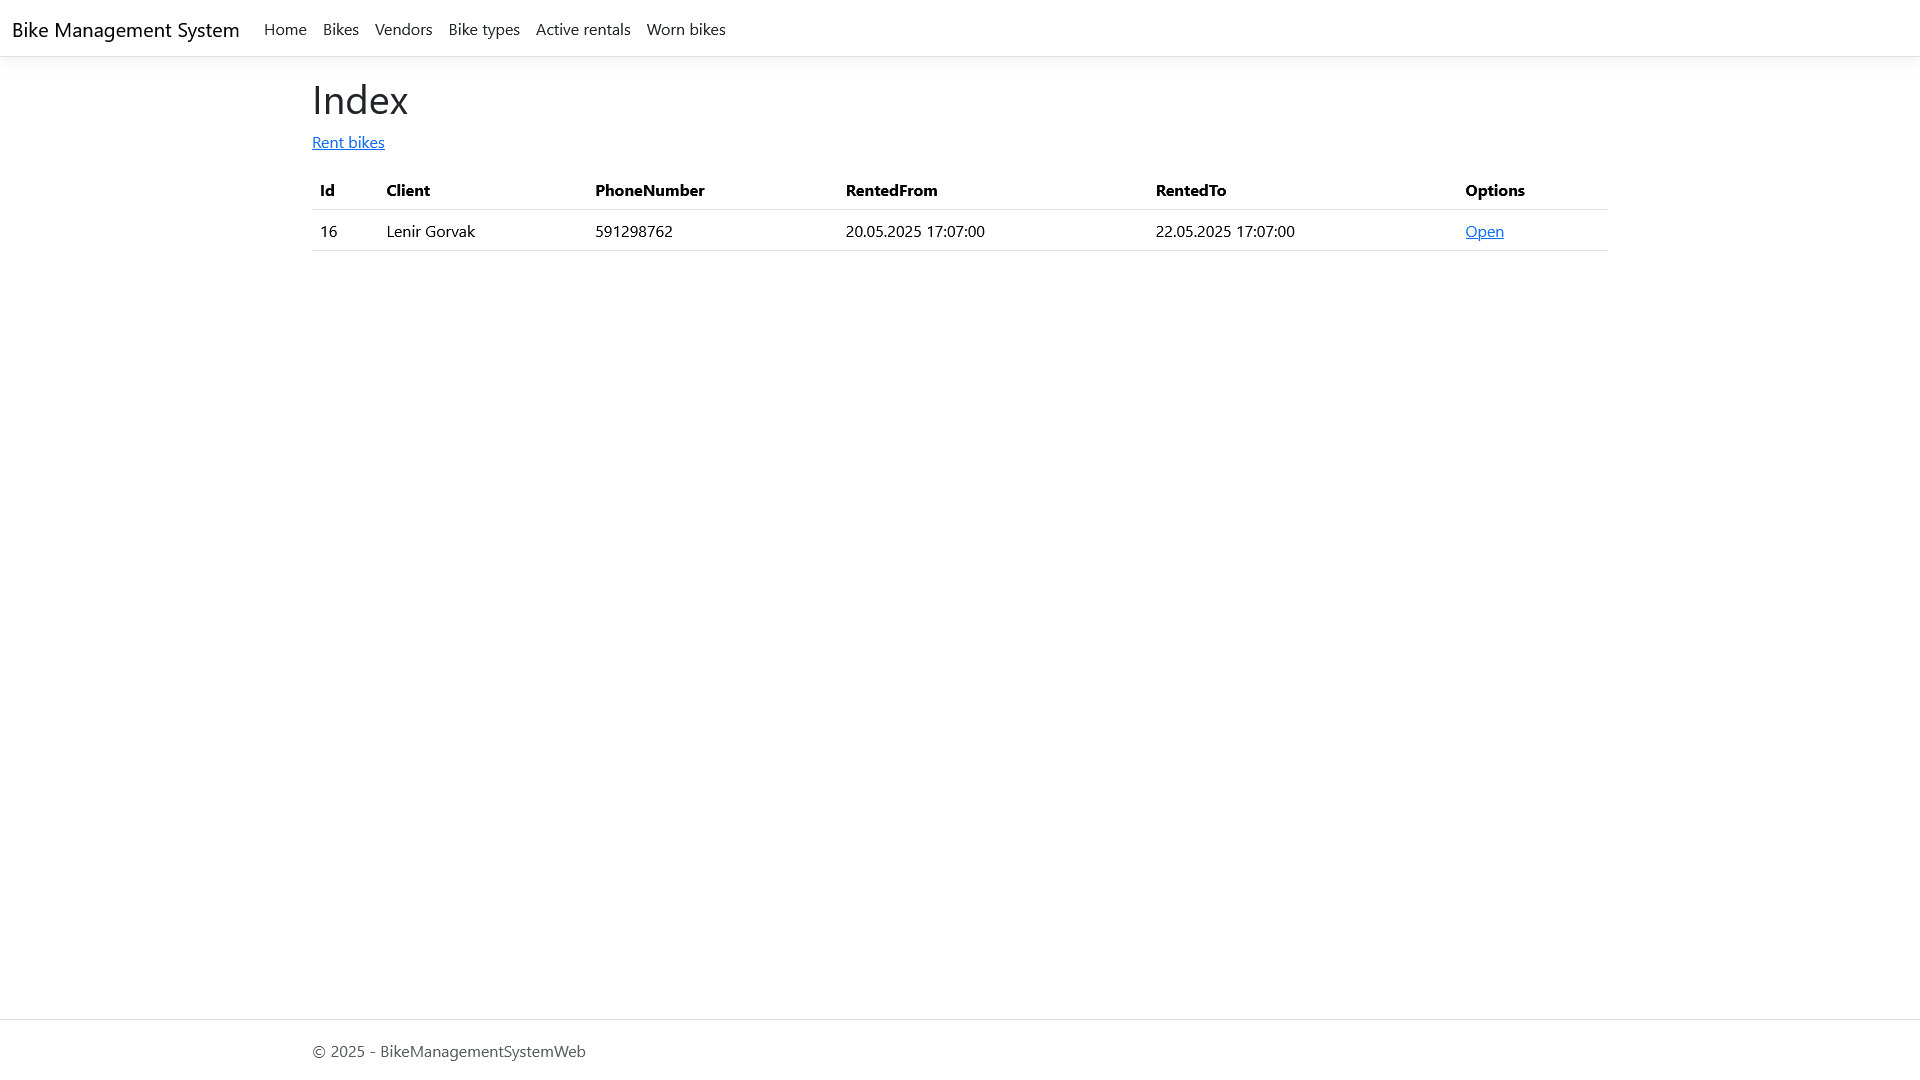 Bike Management System Home Bikes Vendors Bike types Active rentals Worn bikes
Index
Rent bikes
Id Client PhoneNumber RentedFrom RentedTo Options
16 Lenir Gorvak 591298762 20.05.2025 17:07:00 22.05.2025 17:07:00 Open
© 2025 - BikeManagementSystemWeb